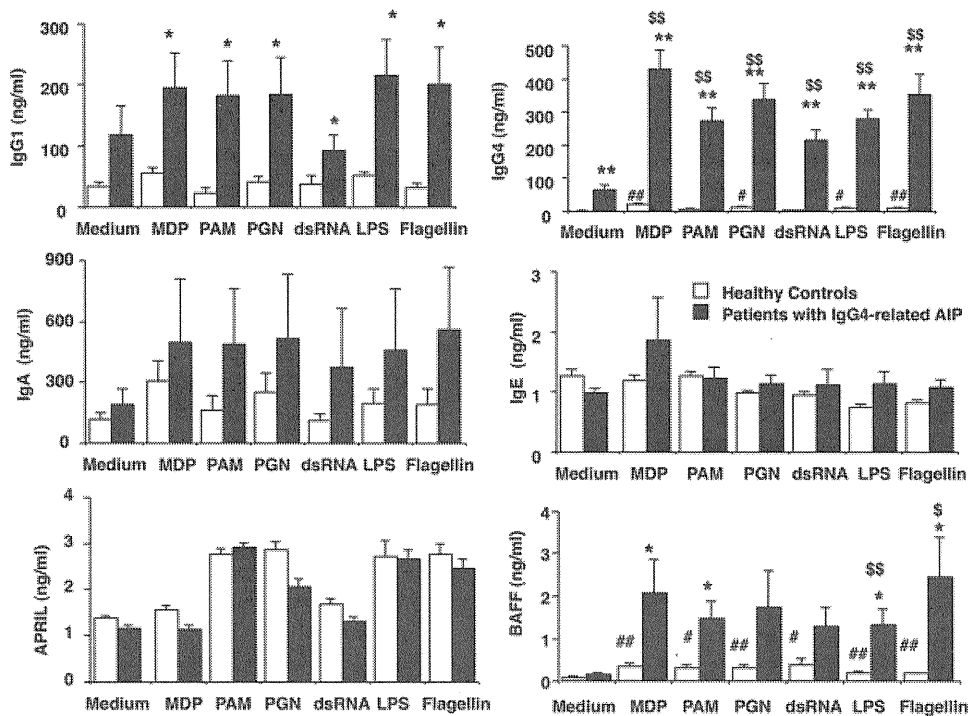 300
200
100
0
IgG1 (ng/ml)
* * * * * *
Medium MDP PAM PGN dsRNA LPS Flagellin
500
400
300
200
100
0
IgG4 (ng/ml)
$$ $$ $$ $$ $$ $$
** ** ** ** ** ** **
## # # ##
Medium MDP PAM PGN dsRNA LPS Flagellin
900
600
300
0
IgA (ng/ml)
Medium MDP PAM PGN dsRNA LPS Flagellin
3
2
1
0
IgE (ng/ml)
Healthy Controls
Patients with IgG4-related AIP
Medium MDP PAM PGN dsRNA LPS Flagellin
4
3
2
1
0
APRIL (ng/ml)
Medium MDP PAM PGN dsRNA LPS Flagellin
4
3
2
1
0
BAFF (ng/ml)
$$ $
* * * *
## # ## # ## ##
Medium MDP PAM PGN dsRNA LPS Flagellin